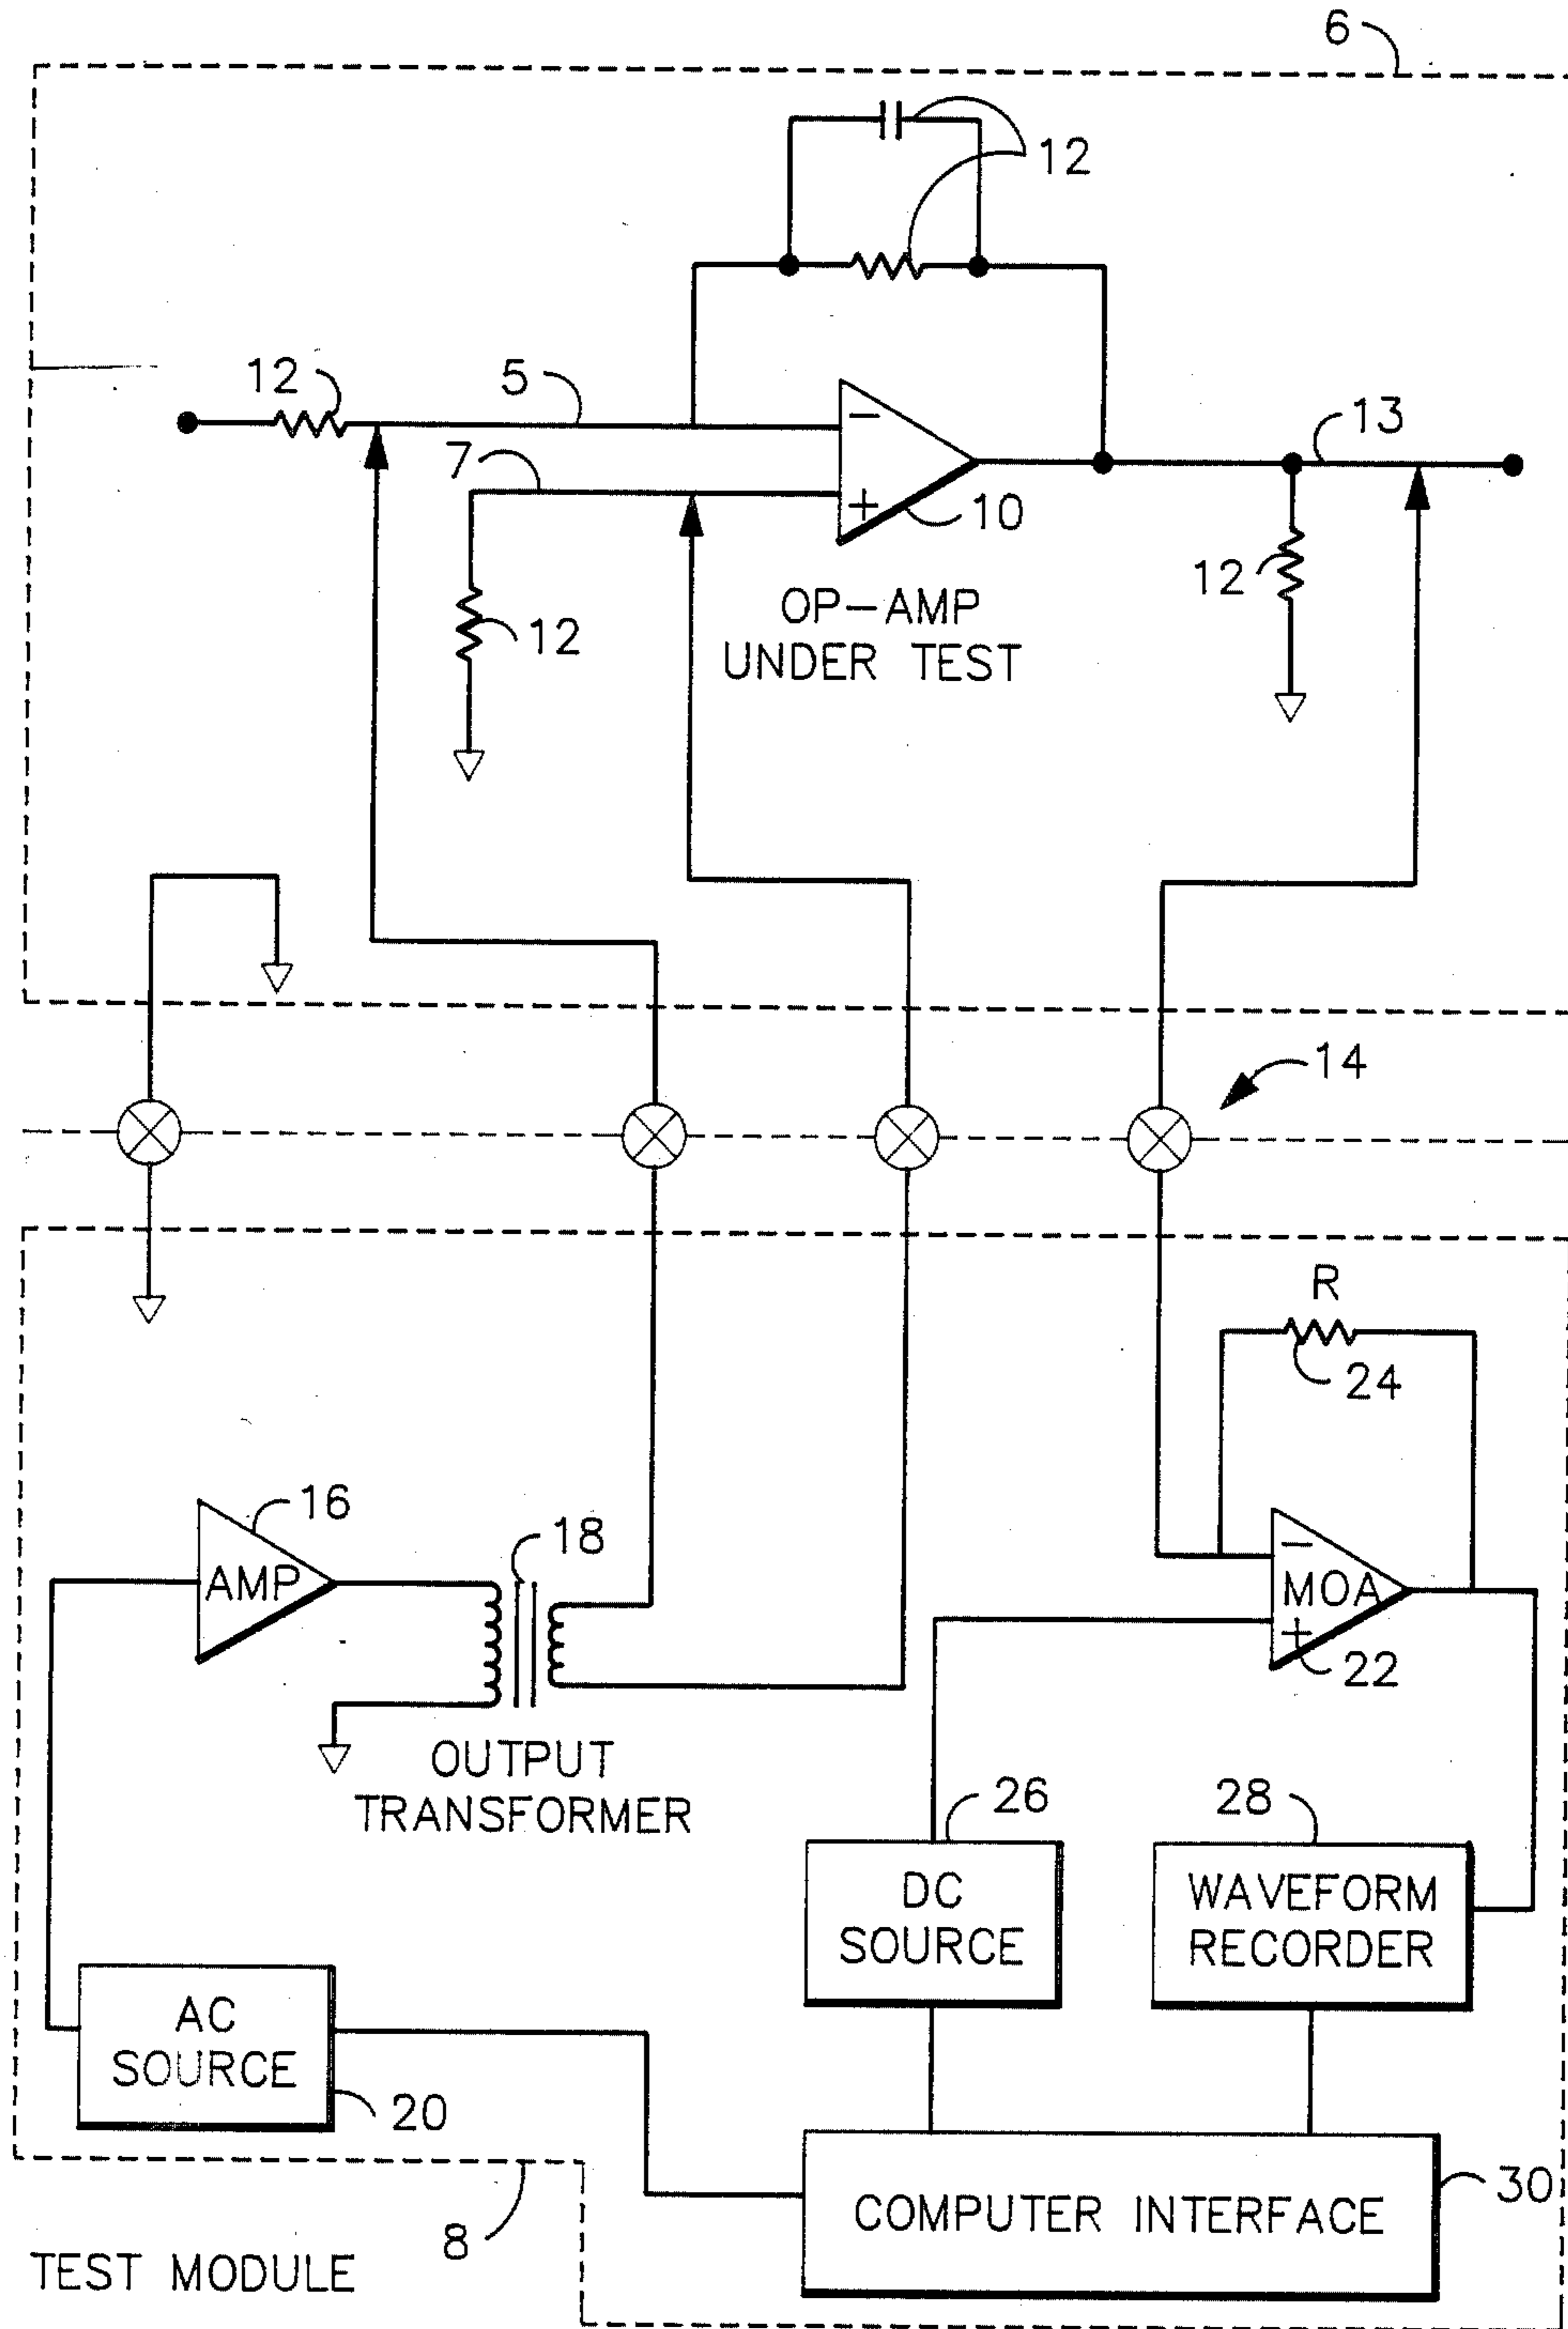 6
12
12
5
7
−
+
10
13
12
12
OP–AMP
UNDER TEST
14
R
24
16
AMP
18
−
MOA
+
22
OUTPUT
TRANSFORMER
26
28
DC
SOURCE
WAVEFORM
RECORDER
AC
SOURCE
20
COMPUTER INTERFACE
30
8
TEST MODULE